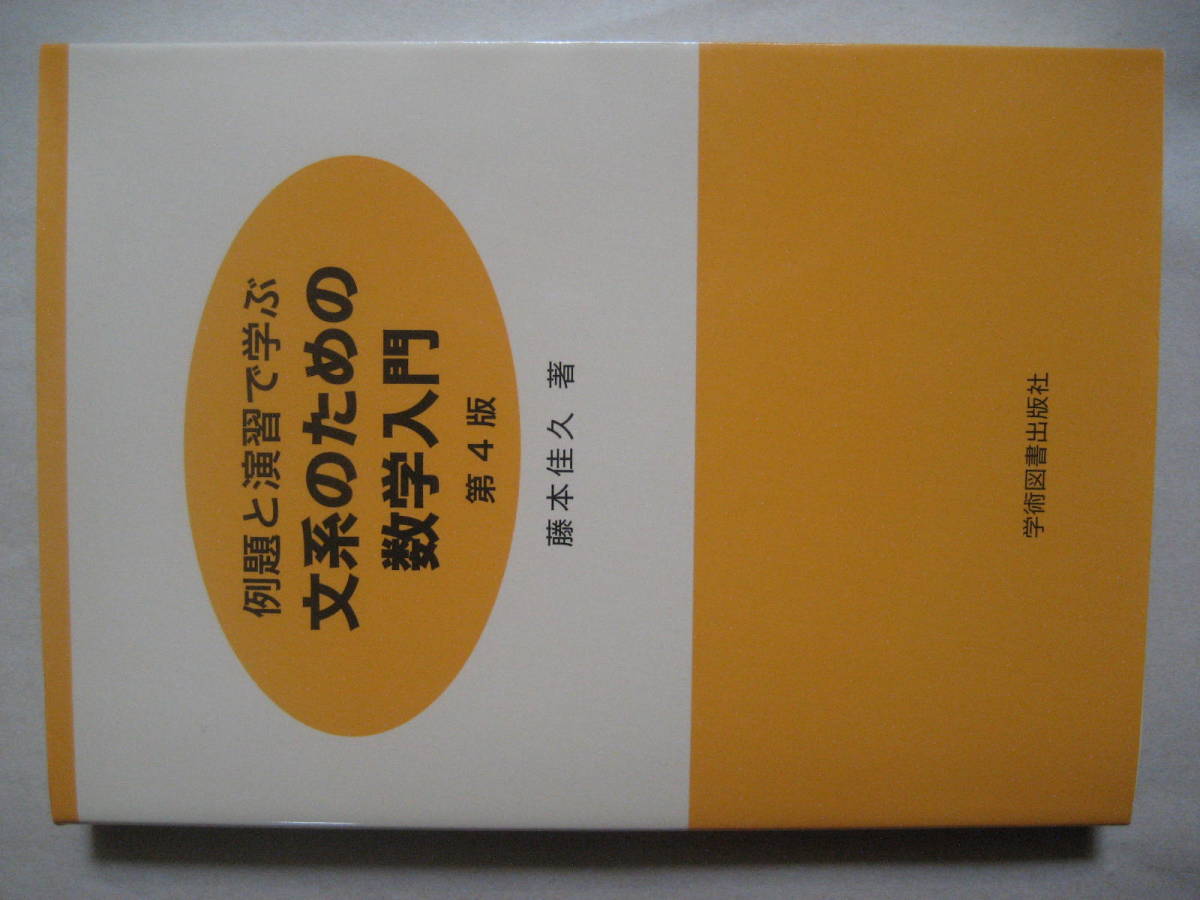 例題と演習で学ぶ
文系のための
数学入門
第4版
藤本佳久 著
学術図書出版社